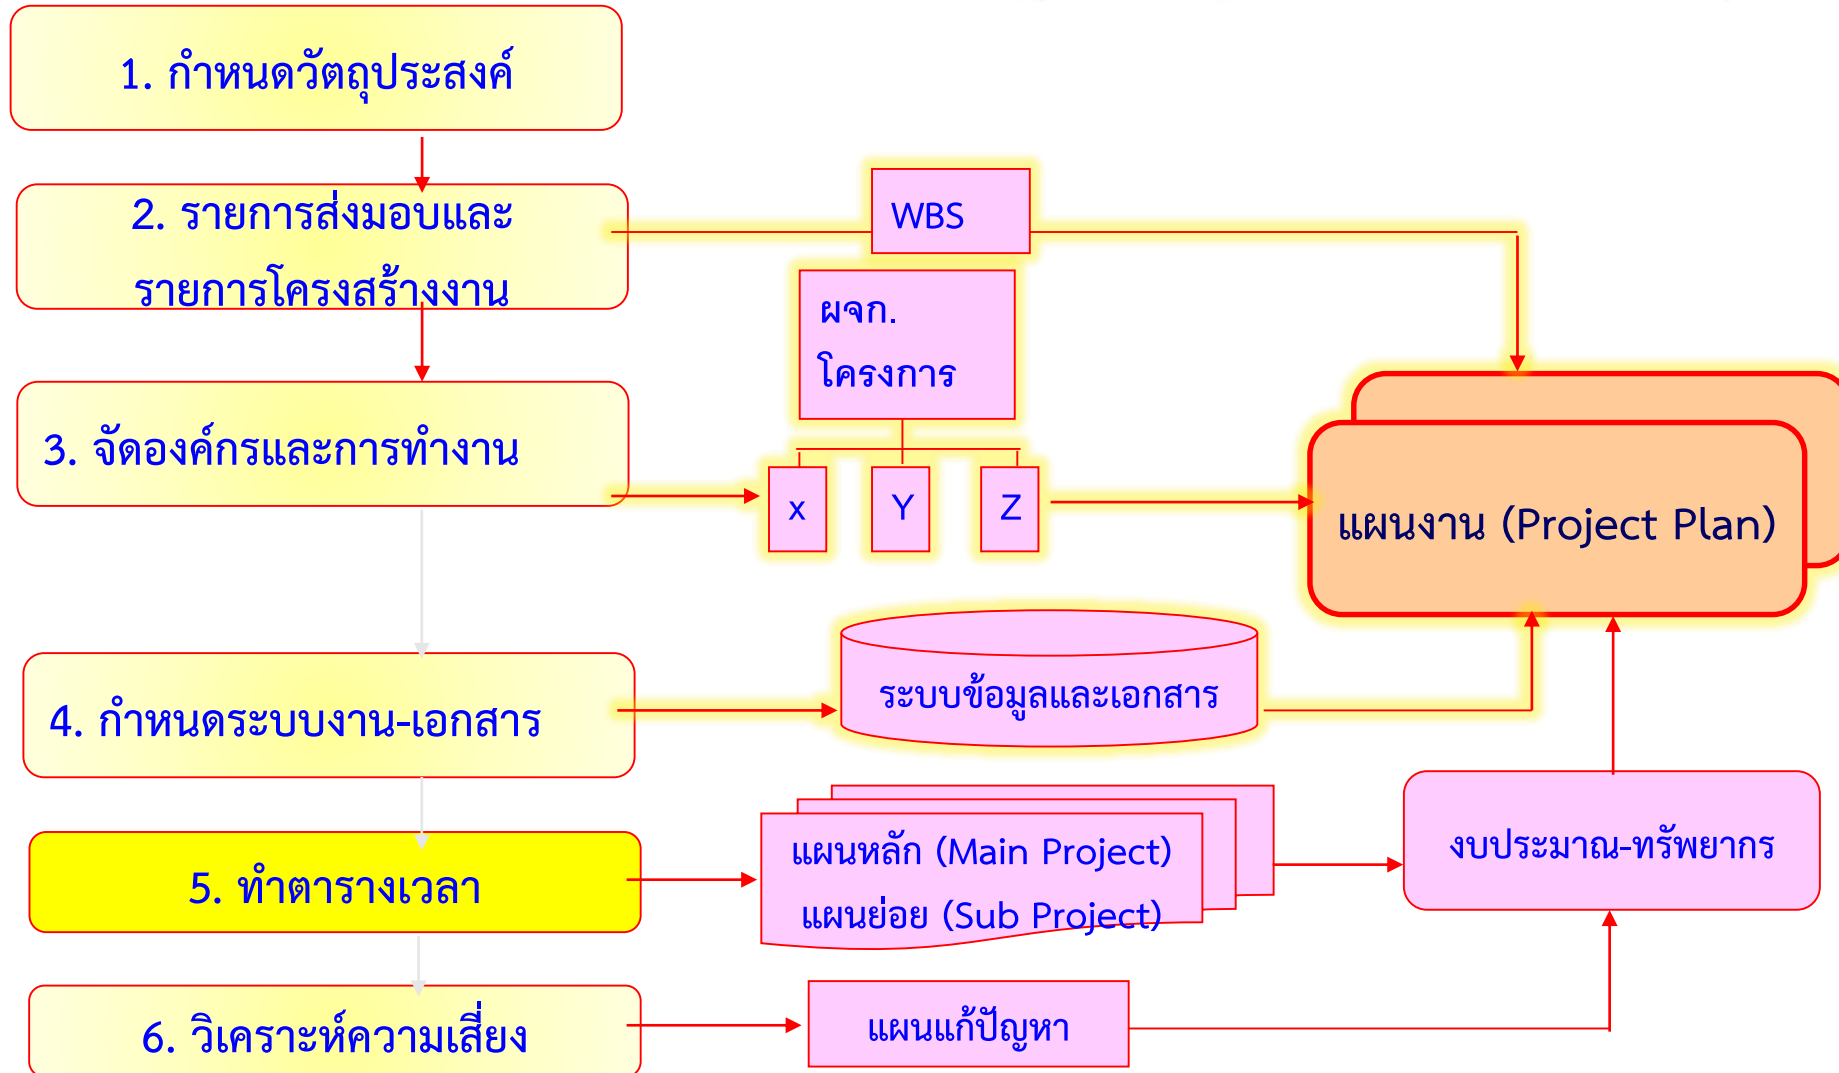 1. กำหนดวัตถุประสงค์
2. รายการส่งมอบและ
รายการโครงสร้างงาน
WBS
ผจก.
โครงการ
3. จัดองค์กรและการทำงาน
x
Y
Z
แผนงาน (Project Plan)
4. กำหนดระบบงาน-เอกสาร
ระบบข้อมูลและเอกสาร
5. ทำตารางเวลา
แผนหลัก (Main Project)
แผนย่อย (Sub Project)
งบประมาณ-ทรัพยากร
6. วิเคราะห์ความเสี่ยง
แผนแก้ปัญหา